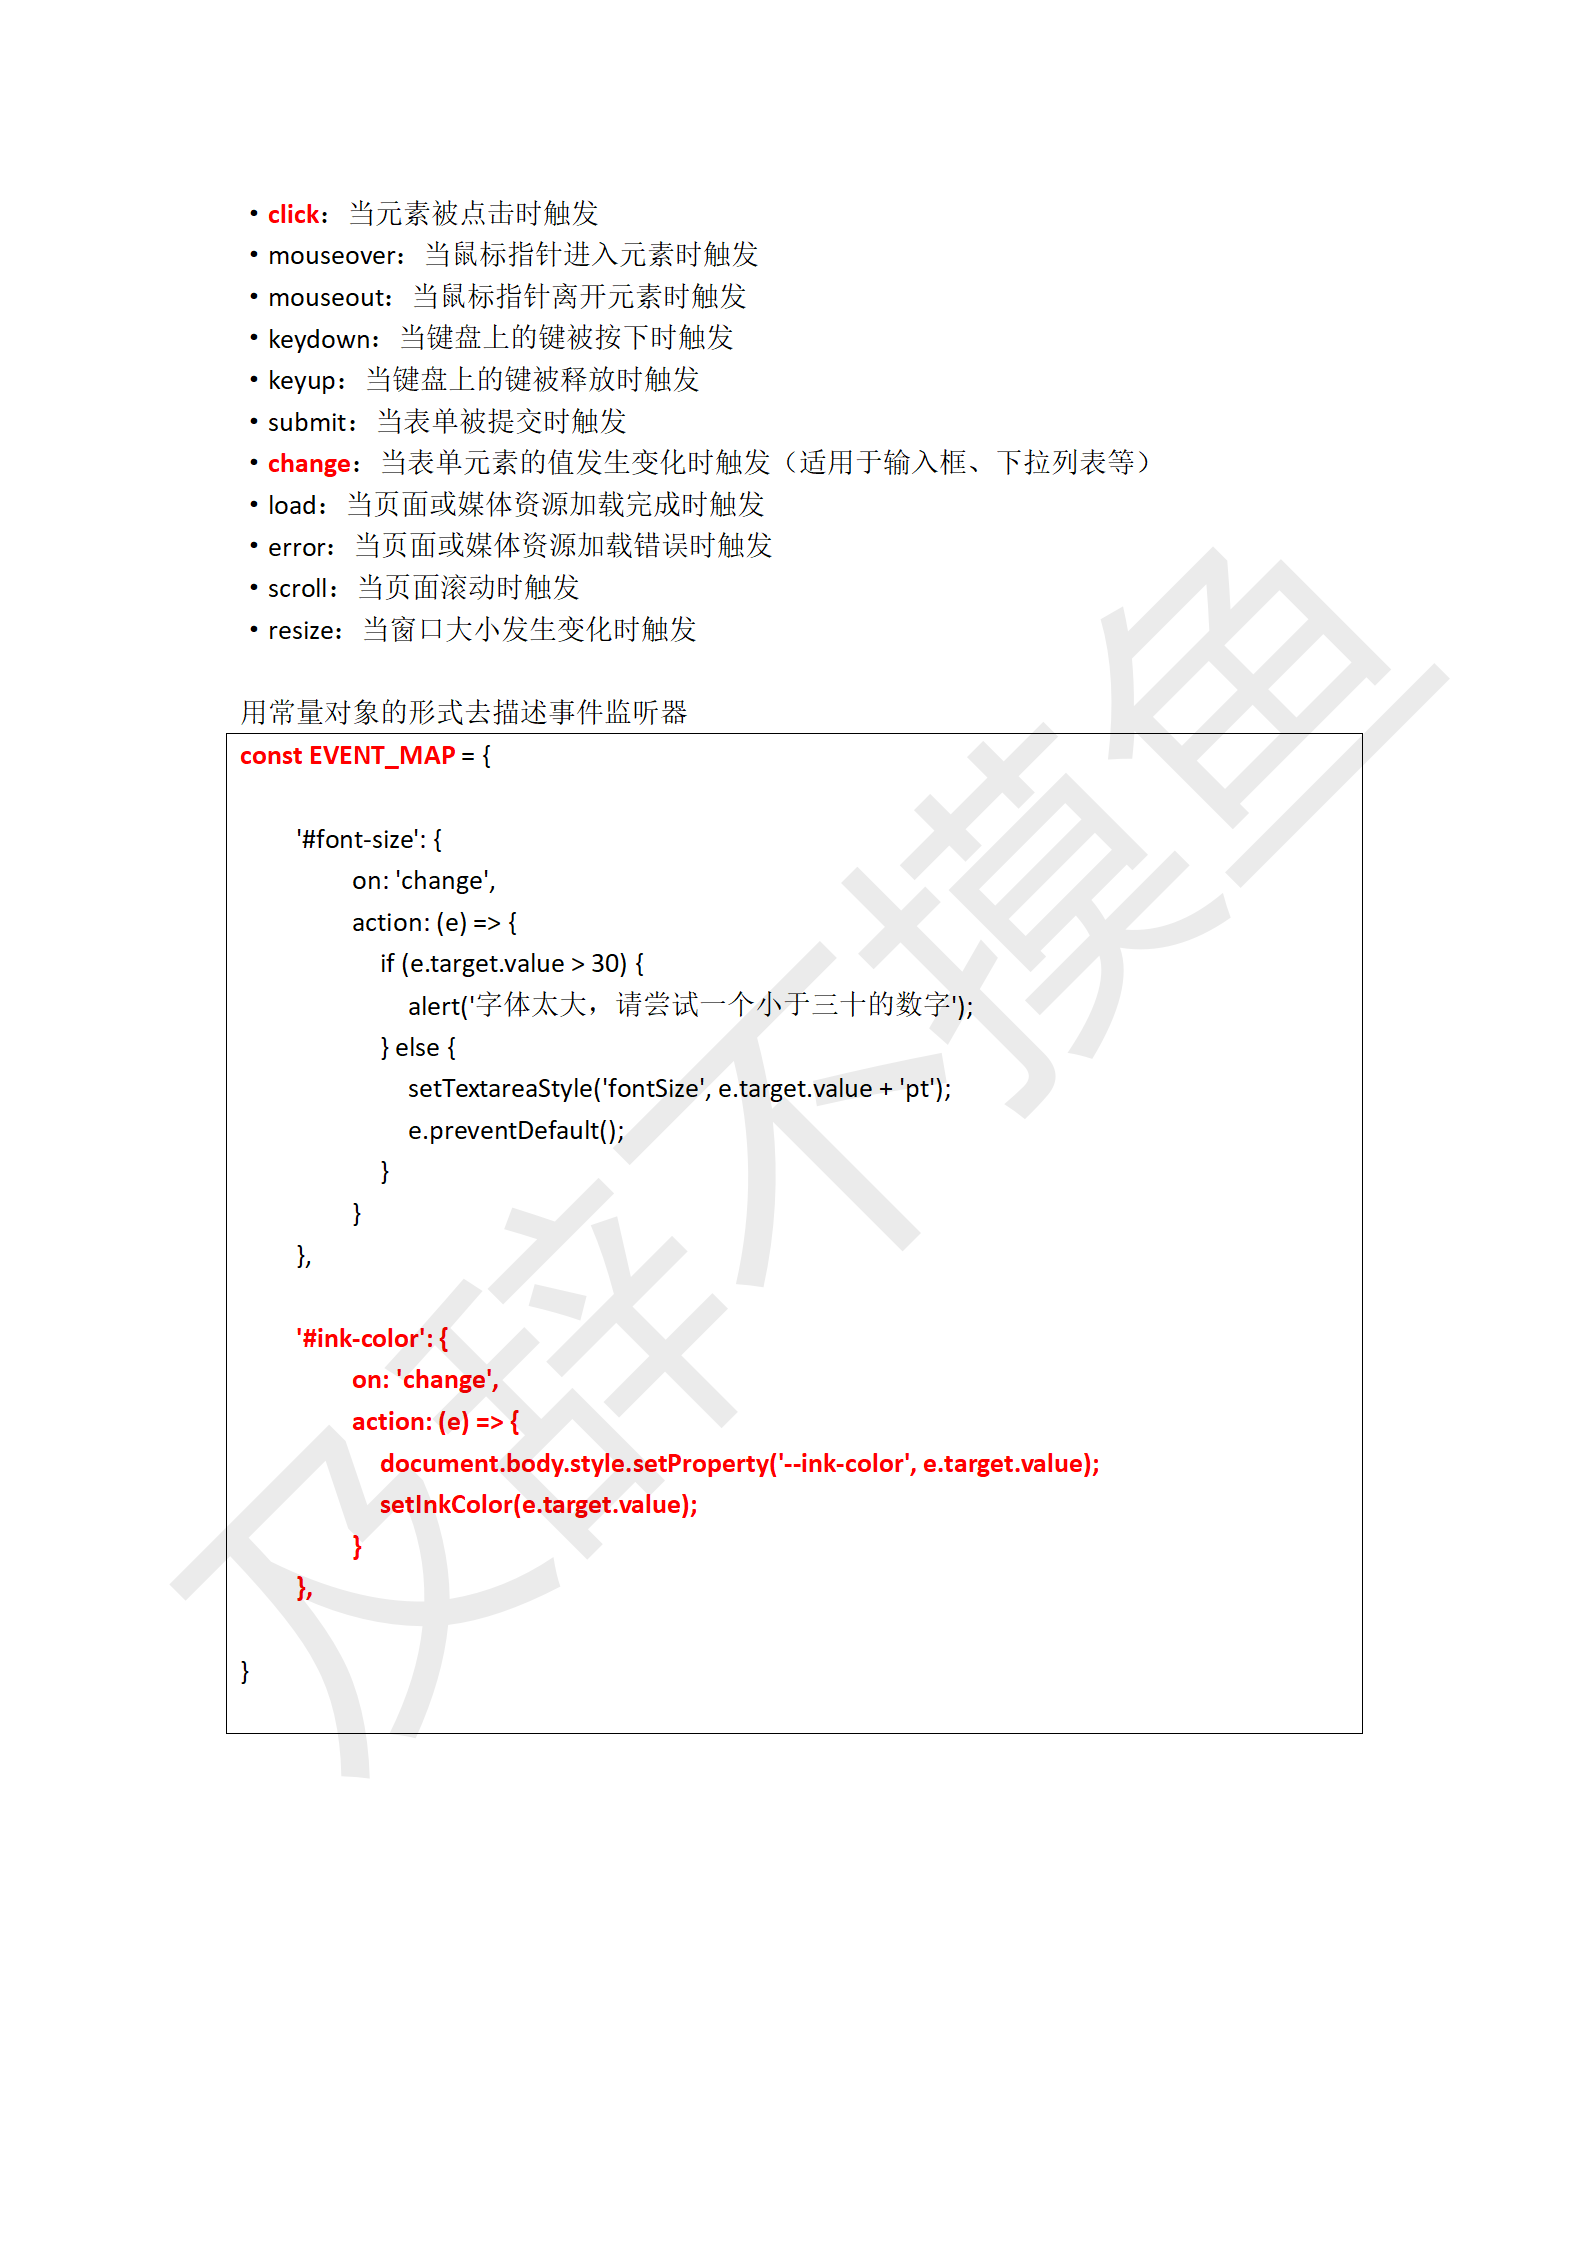 • click：当元素被点击时触发
• mouseover：当鼠标指针进入元素时触发
• mouseout：当鼠标指针离开元素时触发
• keydown：当键盘上的键被按下时触发
• keyup：当键盘上的键被释放时触发
• submit：当表单被提交时触发
• change：当表单元素的值发生变化时触发（适用于输入框、下拉列表等）
• load：当页面或媒体资源加载完成时触发
• error：当页面或媒体资源加载错误时触发
• scroll：当页面滚动时触发
• resize：当窗口大小发生变化时触发
用常量对象的形式去描述事件监听器
const EVENT_MAP = {
'#font-size': {
on: 'change',
action: (e) => {
if (e.target.value > 30) {
alert('字体太大，请尝试一个小于三十的数字');
} else {
setTextareaStyle('fontSize', e.target.value + 'pt');
e.preventDefault();
}
}
},
'#ink-color': {
on: 'change',
action: (e) => {
document.body.style.setProperty('--ink-color', e.target.value);
setInkColor(e.target.value);
}
},
}
及辞不摸鱼